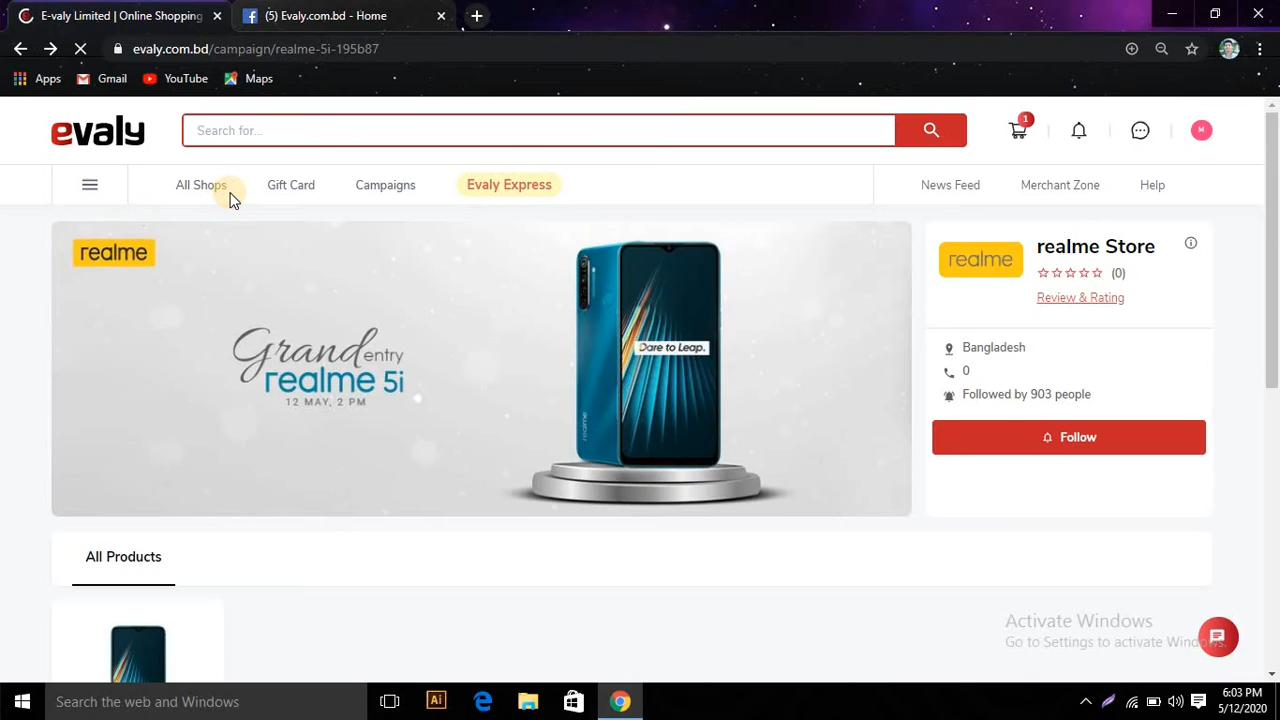 E-valy Limited | Online Shopping
(5) Evaly.com.bd - Home
evaly.com.bd/campaign/realme-5i-195b87
Apps Gmail YouTube Maps
evaly
Search for...
1
M
All Shops Gift Card Campaigns Evaly Express News Feed Merchant Zone Help
realme
Grand entry
realme 5i
12 MAY, 2 PM
Dare to Leap.
realme
realme Store
(0)
Review & Rating
Bangladesh
0
Followed by 903 people
Follow
All Products
Activate Windows
Go to Settings to activate Windows.
Search the web and Windows
Ai
6:03 PM
5/12/2020